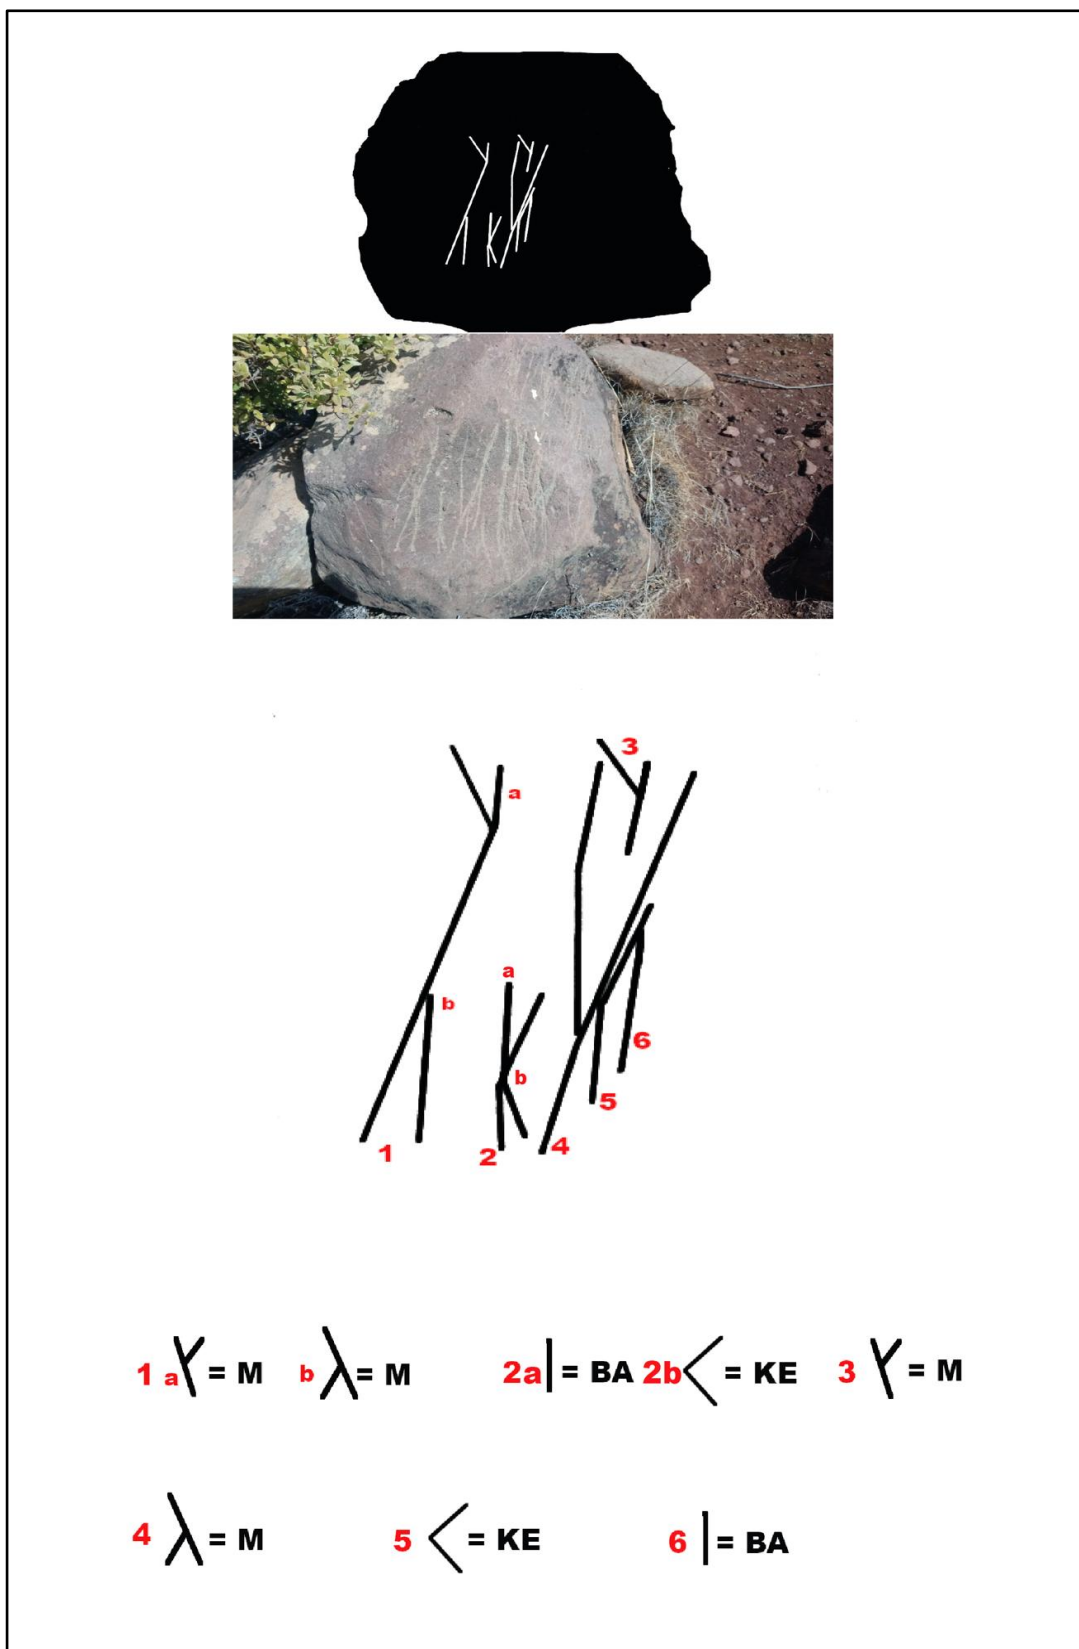 3
a
b
a
b
6
5
1
2
4
1 a = M b = M 2a = BA 2b = KE 3 = M
4 = M 5 = KE 6 = BA